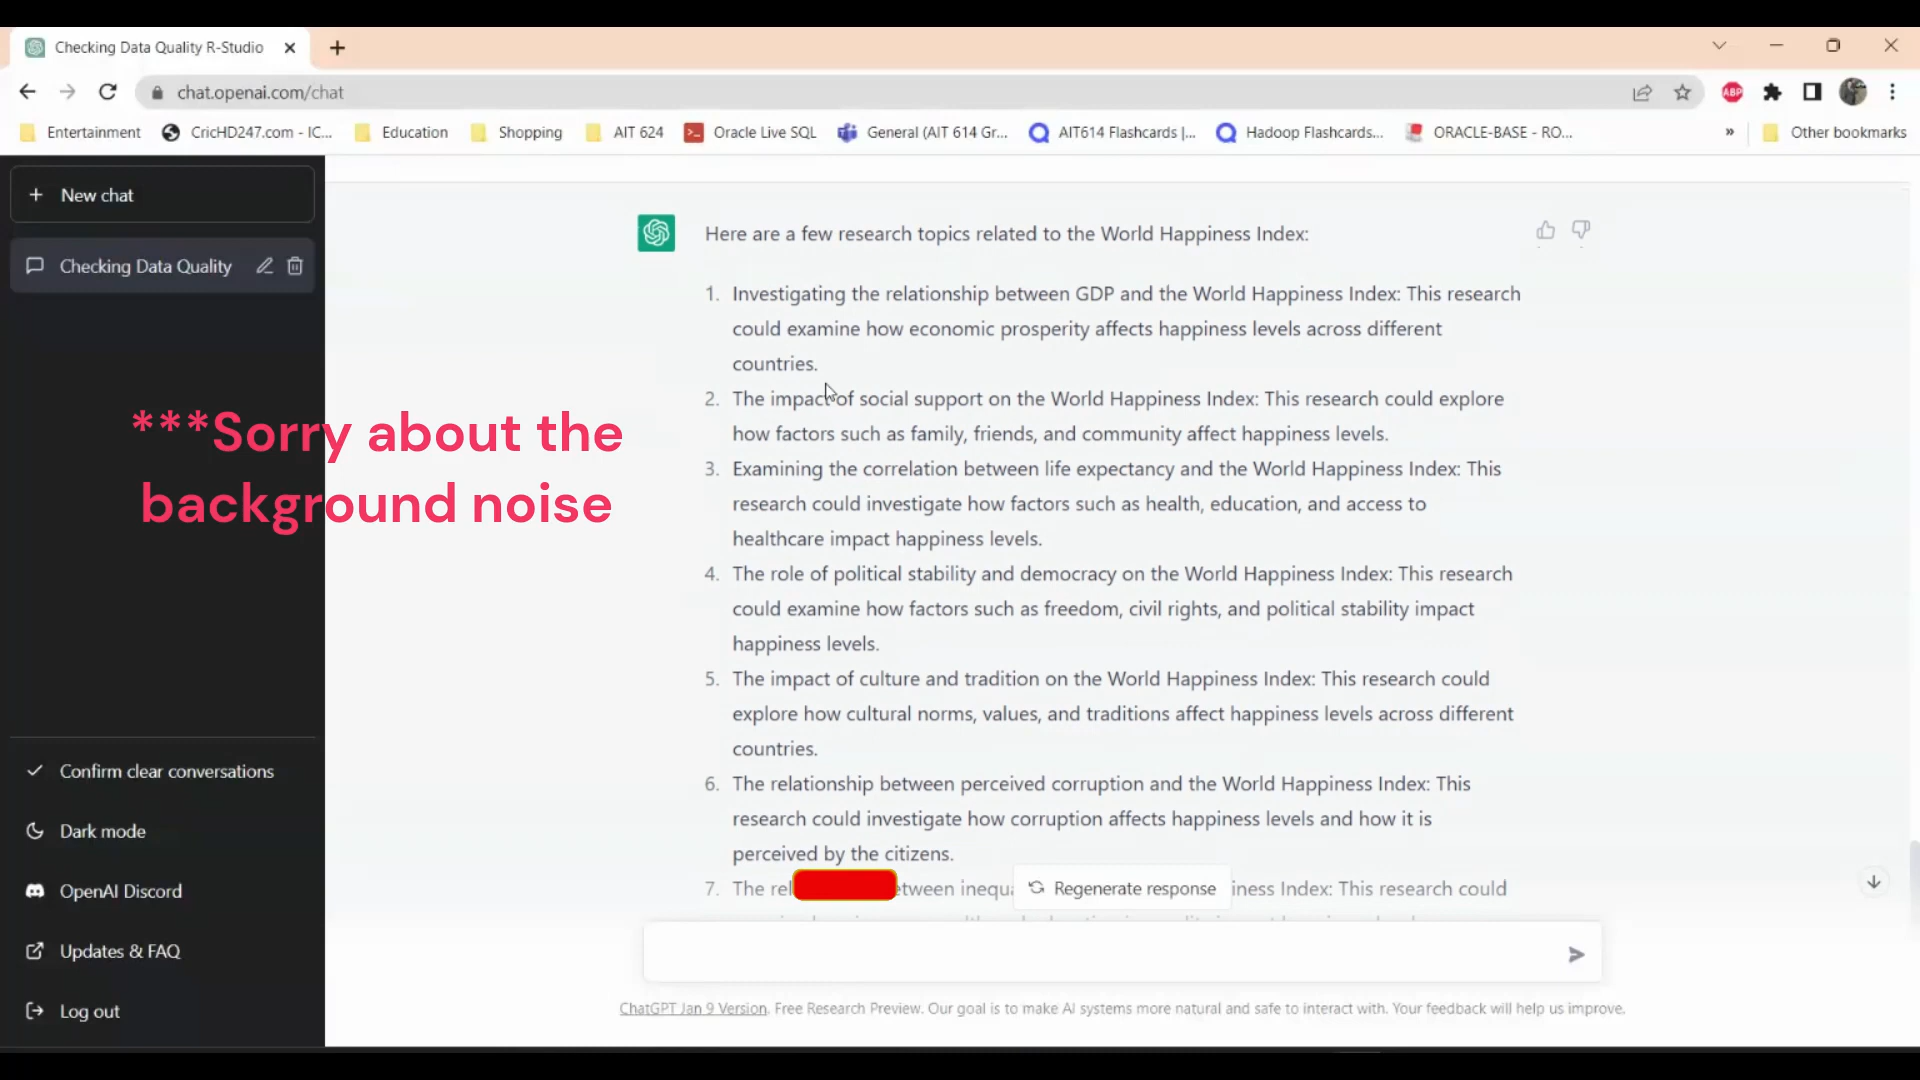 Checking Data Quality R-Studio
chat.openai.com/chat
ABP
Entertainment CricHD247.com - IC... Education Shopping AIT 624 Oracle Live SQL General (AIT 614 Gr... AIT614 Flashcards |... Hadoop Flashcards... ORACLE-BASE - RO... » Other bookmarks
New chat
Checking Data Quality
***Sorry about the
background noise
Confirm clear conversations
Dark mode
OpenAI Discord
Updates & FAQ
Log out
Here are a few research topics related to the World Happiness Index:
1. Investigating the relationship between GDP and the World Happiness Index: This research
could examine how economic prosperity affects happiness levels across different
countries.
2. The impact of social support on the World Happiness Index: This research could explore
how factors such as family, friends, and community affect happiness levels.
3. Examining the correlation between life expectancy and the World Happiness Index: This
research could investigate how factors such as health, education, and access to
healthcare impact happiness levels.
4. The role of political stability and democracy on the World Happiness Index: This research
could examine how factors such as freedom, civil rights, and political stability impact
happiness levels.
5. The impact of culture and tradition on the World Happiness Index: This research could
explore how cultural norms, values, and traditions affect happiness levels across different
countries.
6. The relationship between perceived corruption and the World Happiness Index: This
research could investigate how corruption affects happiness levels and how it is
perceived by the citizens.
7. The Index: This research could
Regenerate response
ChatGPT Jan 9 Version. Free Research Preview. Our goal is to make AI systems more natural and safe to interact with. Your feedback will help us improve.